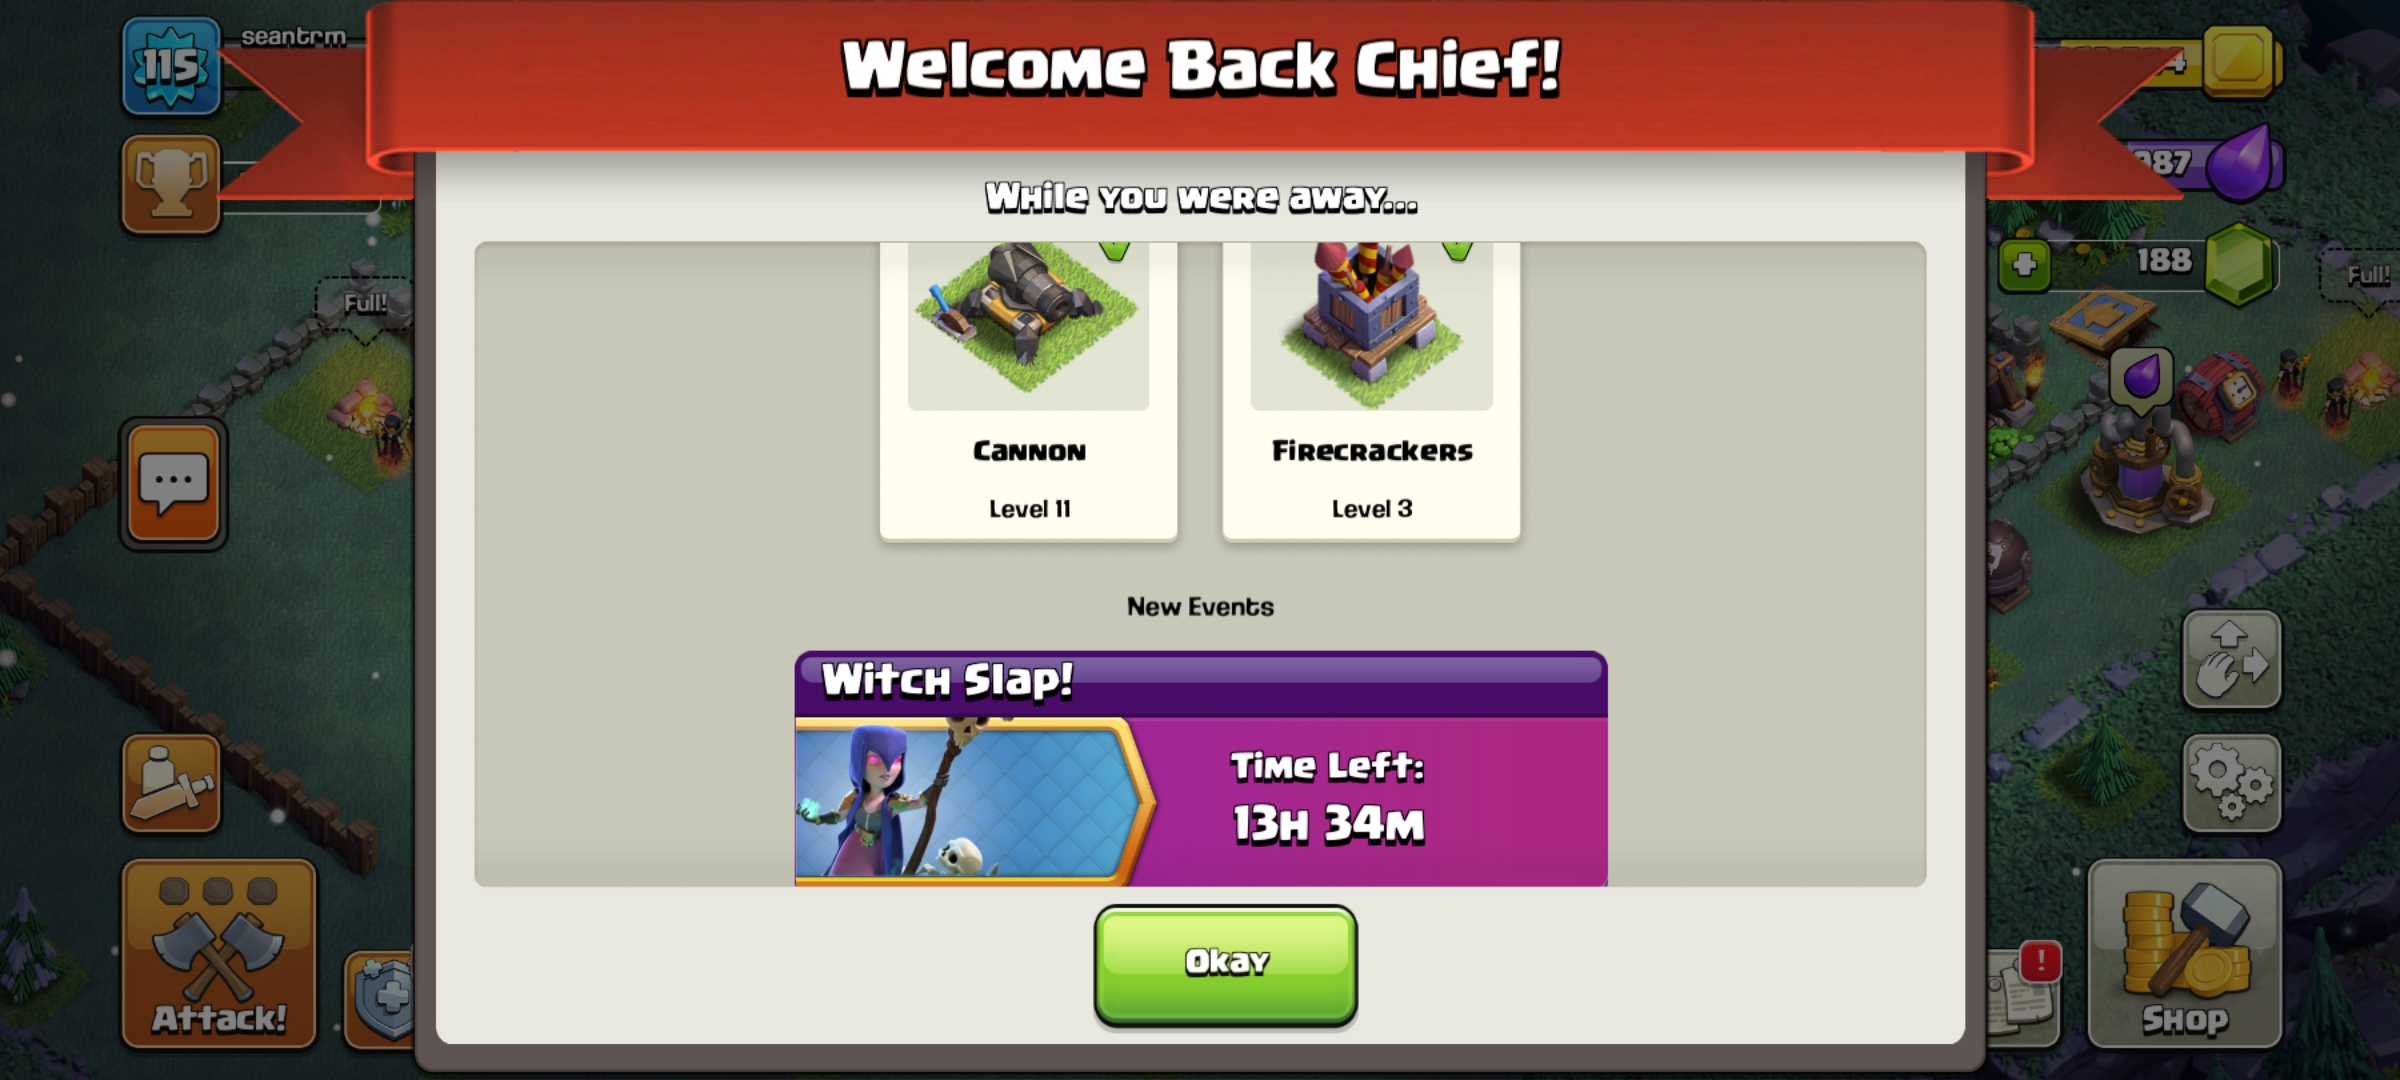 115
seantrm
Welcome Back Chief!
While you were away...
188
Full!
Full!
Cannon
Firecrackers
Level 11
Level 3
New Events
Witch Slap!
Time Left:
13H 34M
Okay
Attack!
!
Shop